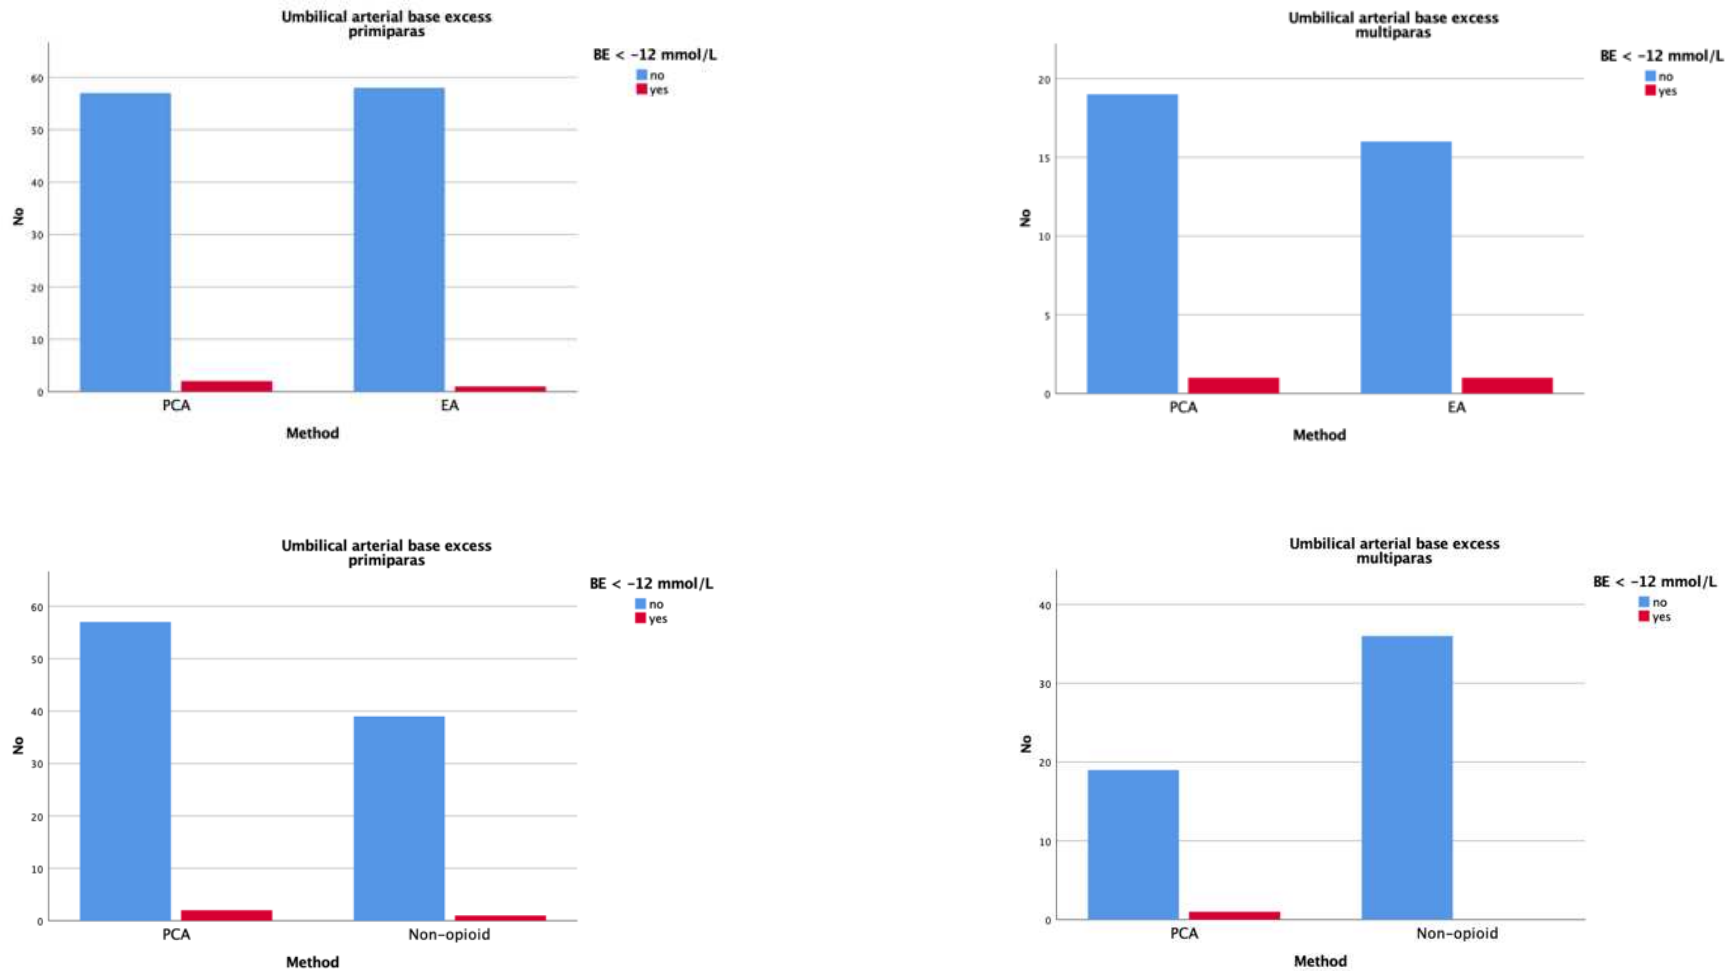 Umbilical arterial base excess
primiparas
BE < -12 mmol/L
no
yes
60
50
40
30
20
10
0
No
PCA
EA
Method
Umbilical arterial base excess
multiparas
BE < -12 mmol/L
no
yes
20
15
10
5
0
No
PCA
EA
Method
Umbilical arterial base excess
primiparas
BE < -12 mmol/L
no
yes
60
50
40
30
20
10
0
No
PCA
Non-opioid
Method
Umbilical arterial base excess
multiparas
BE < -12 mmol/L
no
yes
40
30
20
10
0
No
PCA
Non-opioid
Method